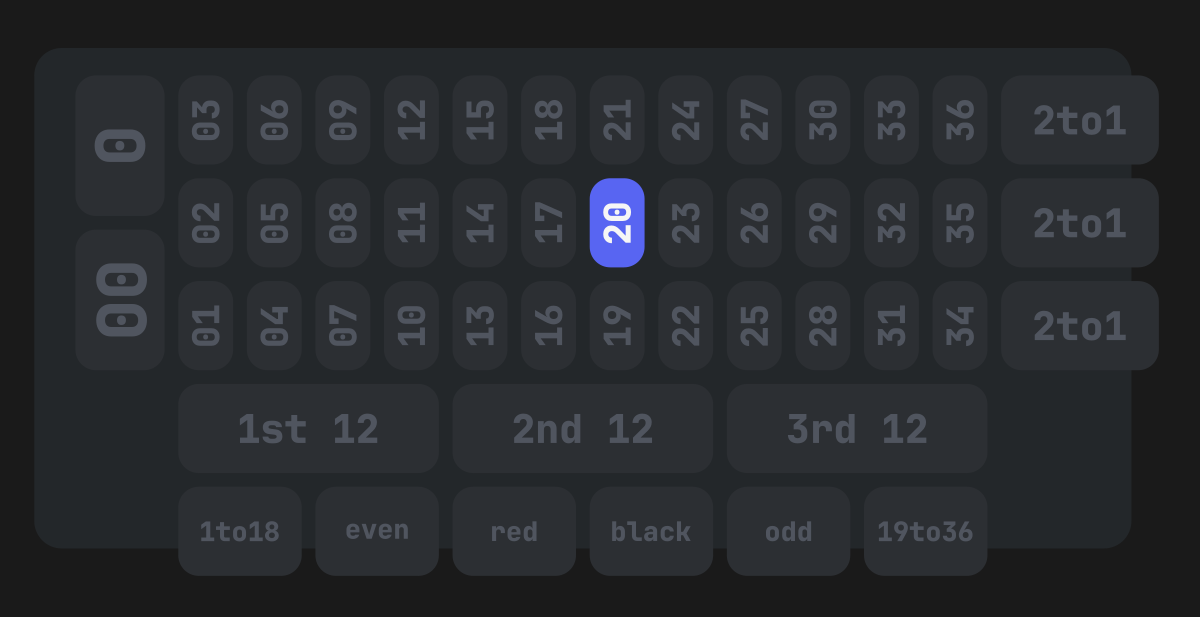 0 03 06 09 12 15 18 21 24 27 30 33 36 2to1
00 02 05 08 11 14 17 20 23 26 29 32 35 2to1
01 04 07 10 13 16 19 22 25 28 31 34 2to1
1st 12 2nd 12 3rd 12
1to18 even red black odd 19to36